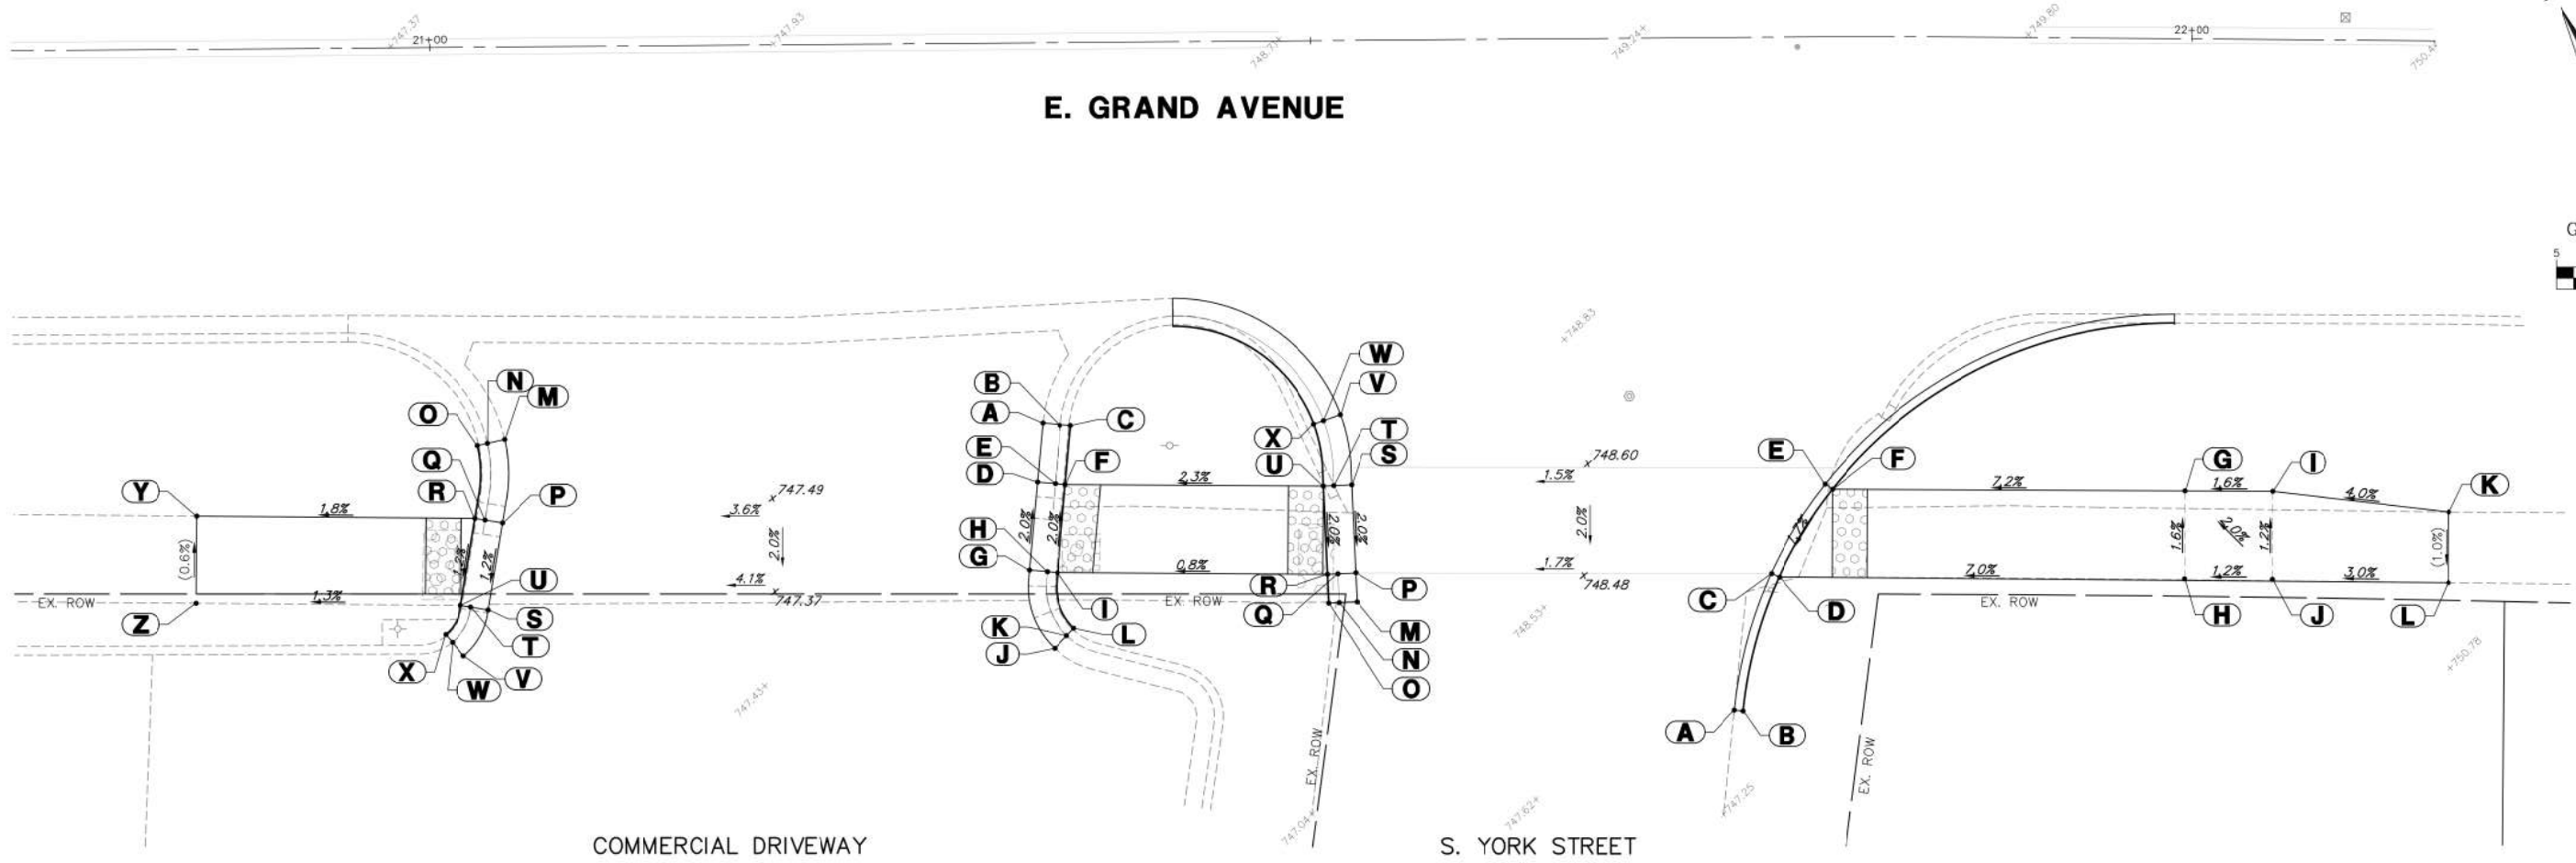 +747.37
21+00
+747.93
748.71+
749.24+
+749.80
22+00
750.4
E. GRAND AVENUE
G
5
+748.83
N
M
O
Q
R
P
Y
1.8%
(0.6%)
1.2%
1.2%
1.3%
EX. ROW
Z
U
S
T
X
V
W
747.49
3.6%
2.0%
4.1%
747.37
747.43+
B
A
C
E
D
F
2.3%
2.0%
2.0%
H
G
0.8%
I
EX. ROW
K
L
J
W
V
X
T
S
U
2.0%
2.0%
R
P
Q
M
N
O
748.60
1.5%
2.0%
1.7%
748.48
748.53+
E
F
7.2%
G
1.6%
I
4.0%
K
1.7%
1.6%
2.0%
1.2%
(1.0%)
7.0%
1.2%
3.0%
C
D
EX. ROW
H
J
L
A
B
+750.78
EX. ROW
EX. ROW
747.04+
747.62+
+747.25
COMMERCIAL DRIVEWAY
S. YORK STREET